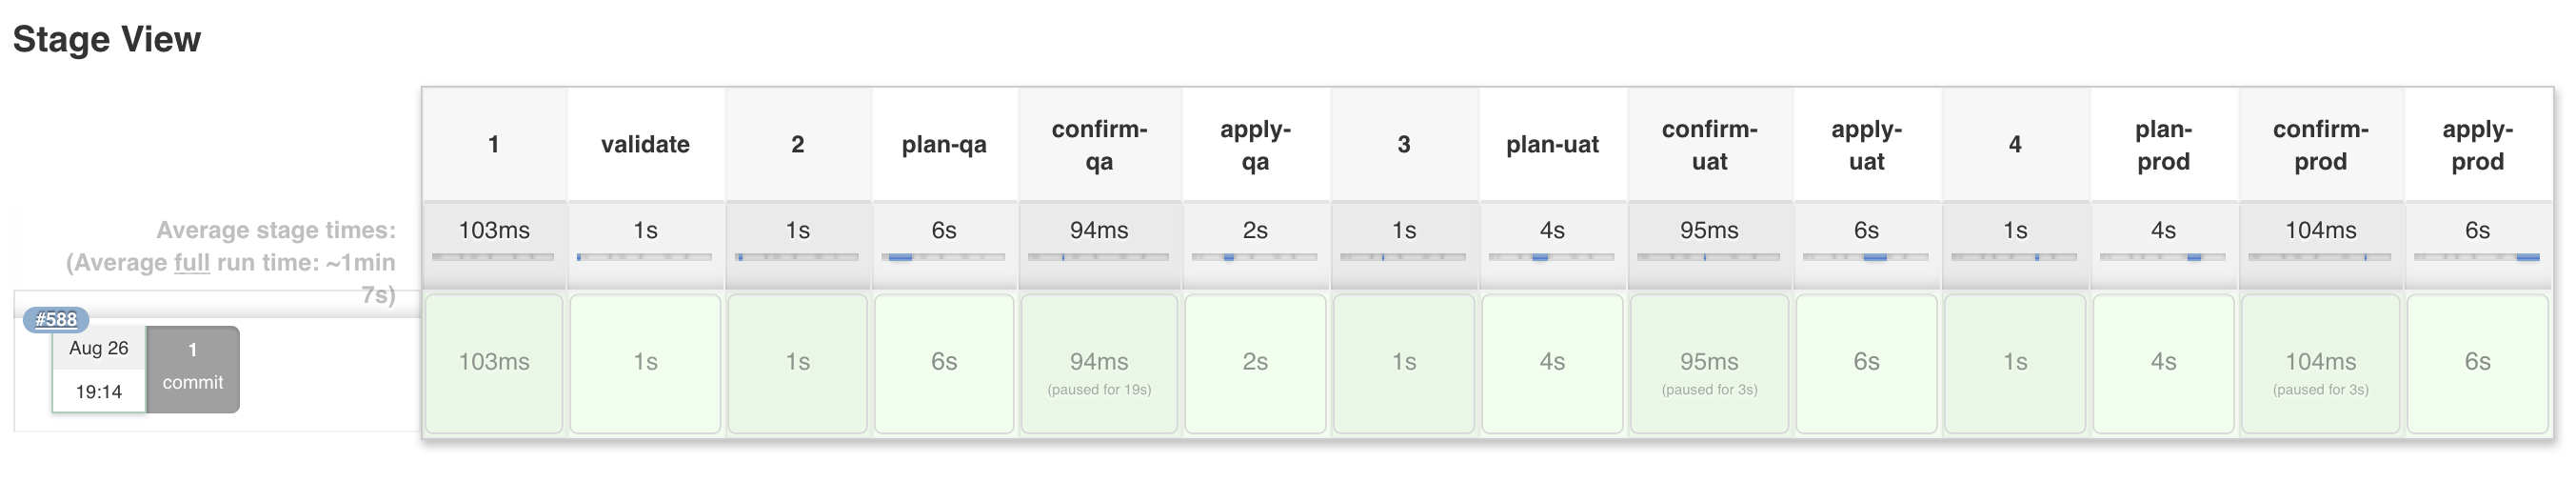 Stage View
1
validate
2
plan-qa
confirm-
qa
apply-
qa
3
plan-uat
confirm-
uat
apply-
uat
4
plan-
prod
confirm-
prod
apply-
prod
Average stage times:
(Average full run time: ~1min
7s)
103ms
1s
1s
6s
94ms
2s
1s
4s
95ms
6s
1s
4s
104ms
6s
#588
Aug 26
19:14
1
commit
103ms
1s
1s
6s
94ms
(paused for 19s)
2s
1s
4s
95ms
(paused for 3s)
6s
1s
4s
104ms
(paused for 3s)
6s